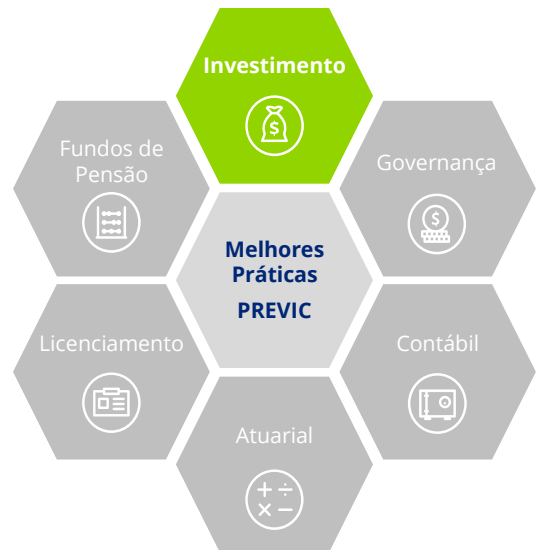 Investimento
Fundos de
Pensão
Governança
Melhores
Práticas
PREVIC
Licenciamento
Contábil
Atuarial